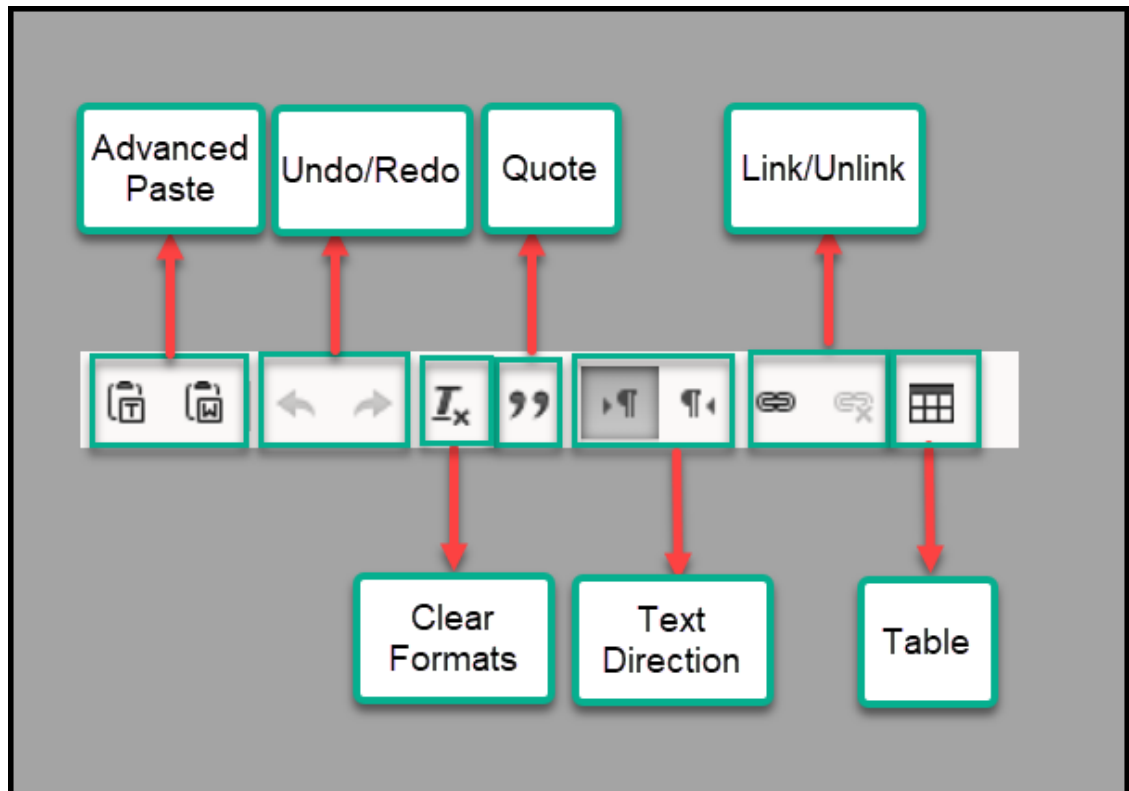 Advanced
Paste
Undo/Redo
Quote
Link/Unlink
Clear
Formats
Text
Direction
Table